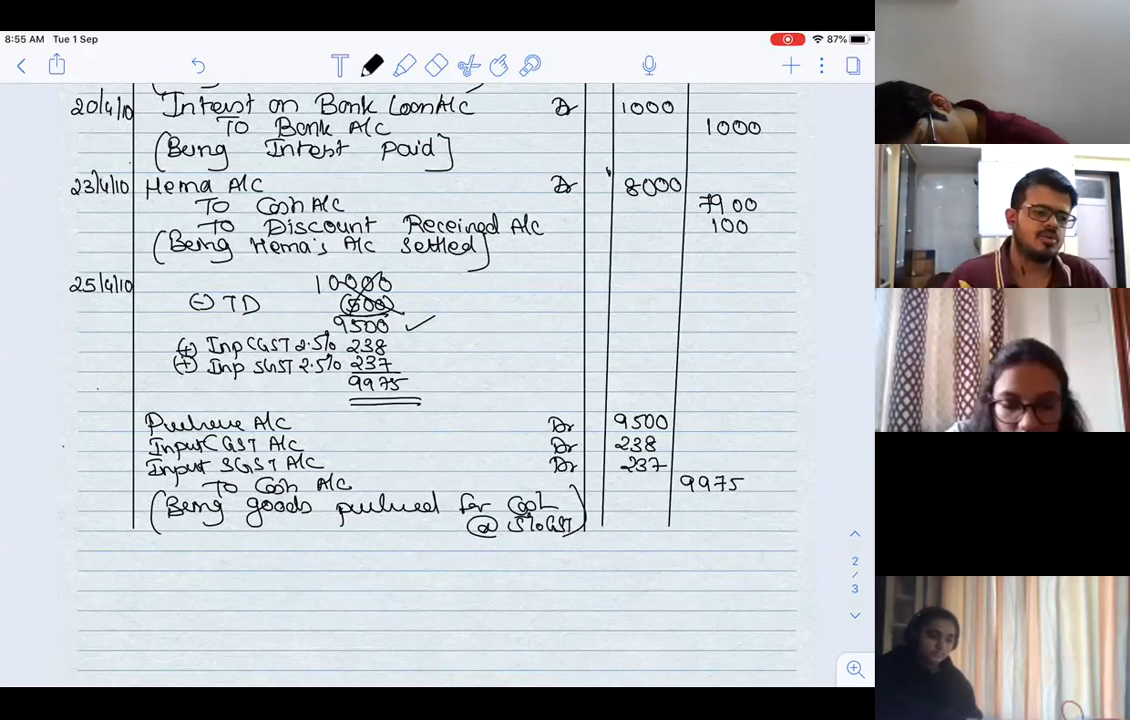 8:55 AM Tue 1 Sep
87%
20/4/10 Interest on Bank Loan A/c Dr 1000
To Bank A/c 1000
(Being Interest Paid)
23/4/10 Hema A/c Dr 8000
To Cash A/c 7900
To Discount Received A/c 100
(Being Hema's A/c settled)
25/4/10 10000
(-) TD (500)
9500 ✓
(+) Inp CGST 2.5% 238
(+) Inp SGST 2.5% 237
9975
Purchase A/c Dr 9500
Input CGST A/c Dr 238
Input SGST A/c Dr 237
To Cash A/c 9975
(Being goods purchased for Cash
@ 5% GST)
2
/
3